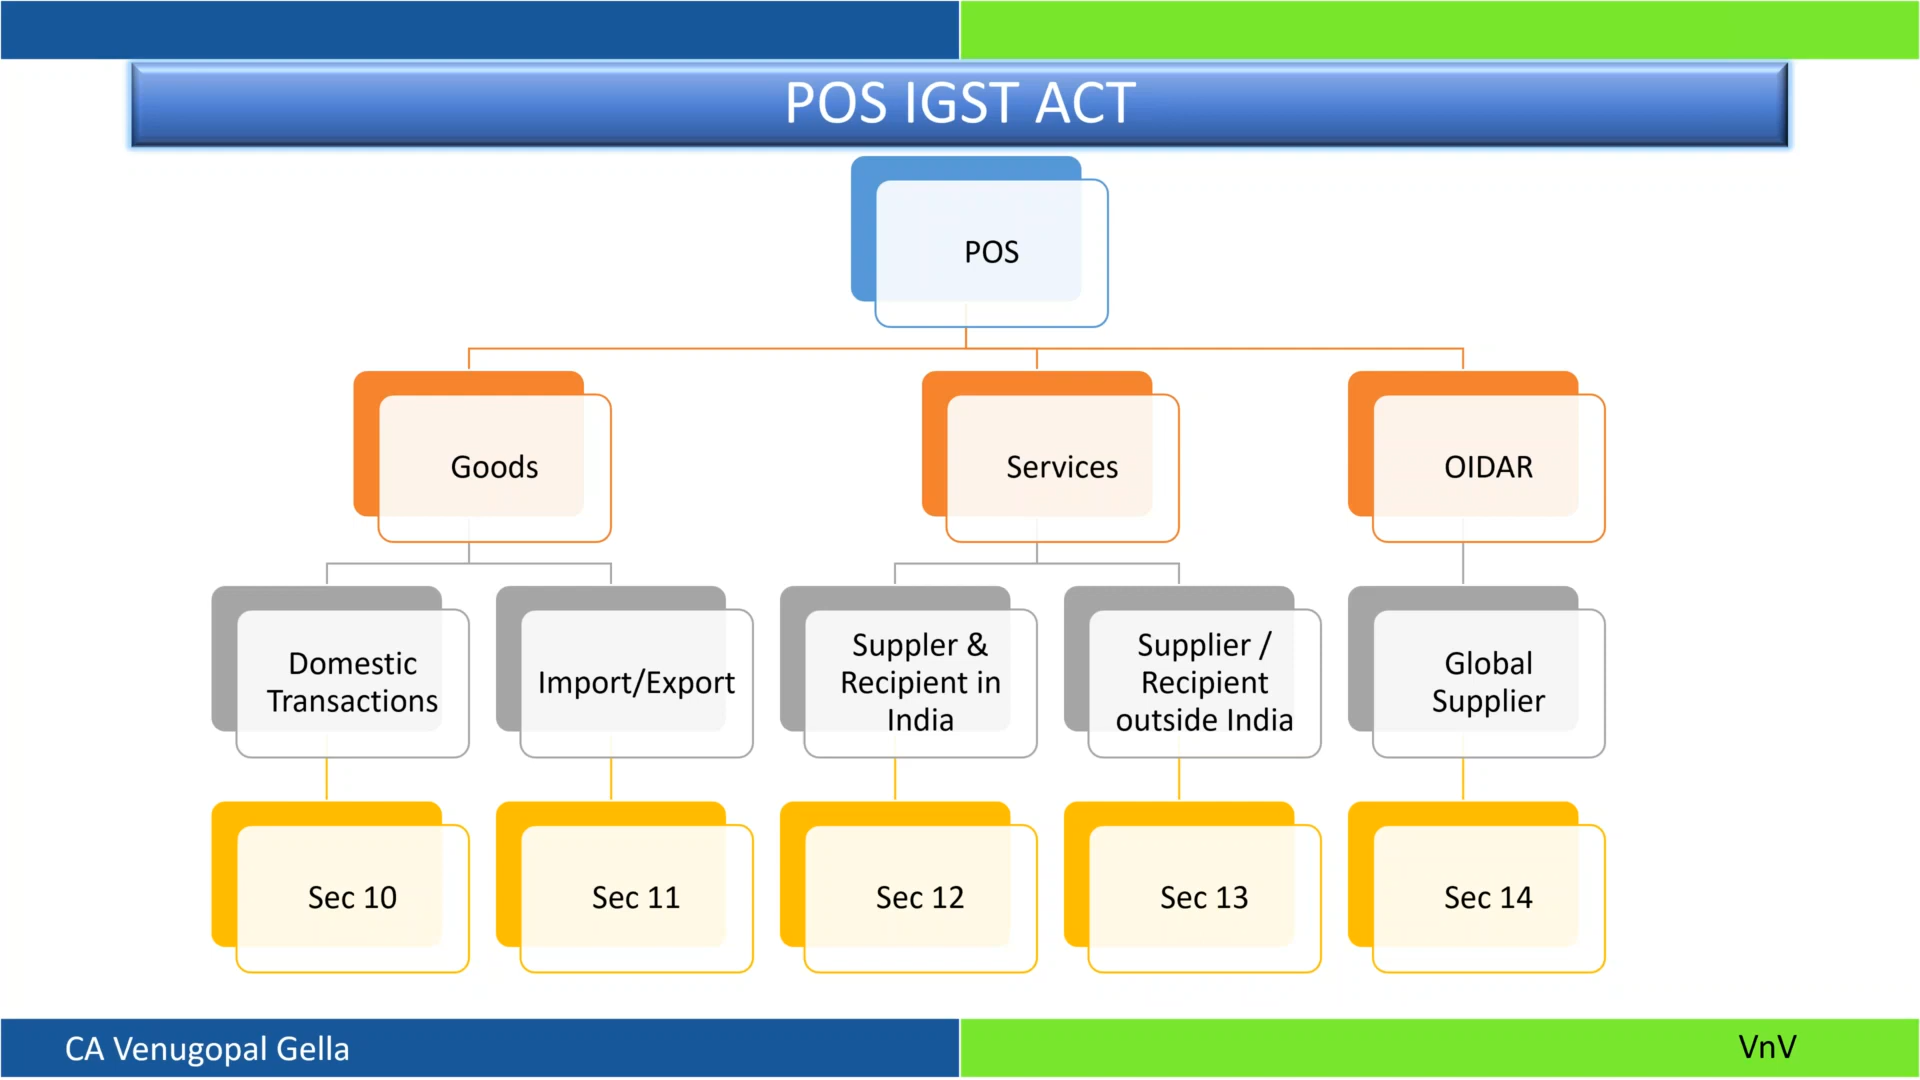 POS IGST ACT
POS
Goods
Services
OIDAR
Domestic
Transactions
Import/Export
Suppler &
Recipient in
India
Supplier /
Recipient
outside India
Global
Supplier
Sec 10
Sec 11
Sec 12
Sec 13
Sec 14
CA Venugopal Gella
VnV